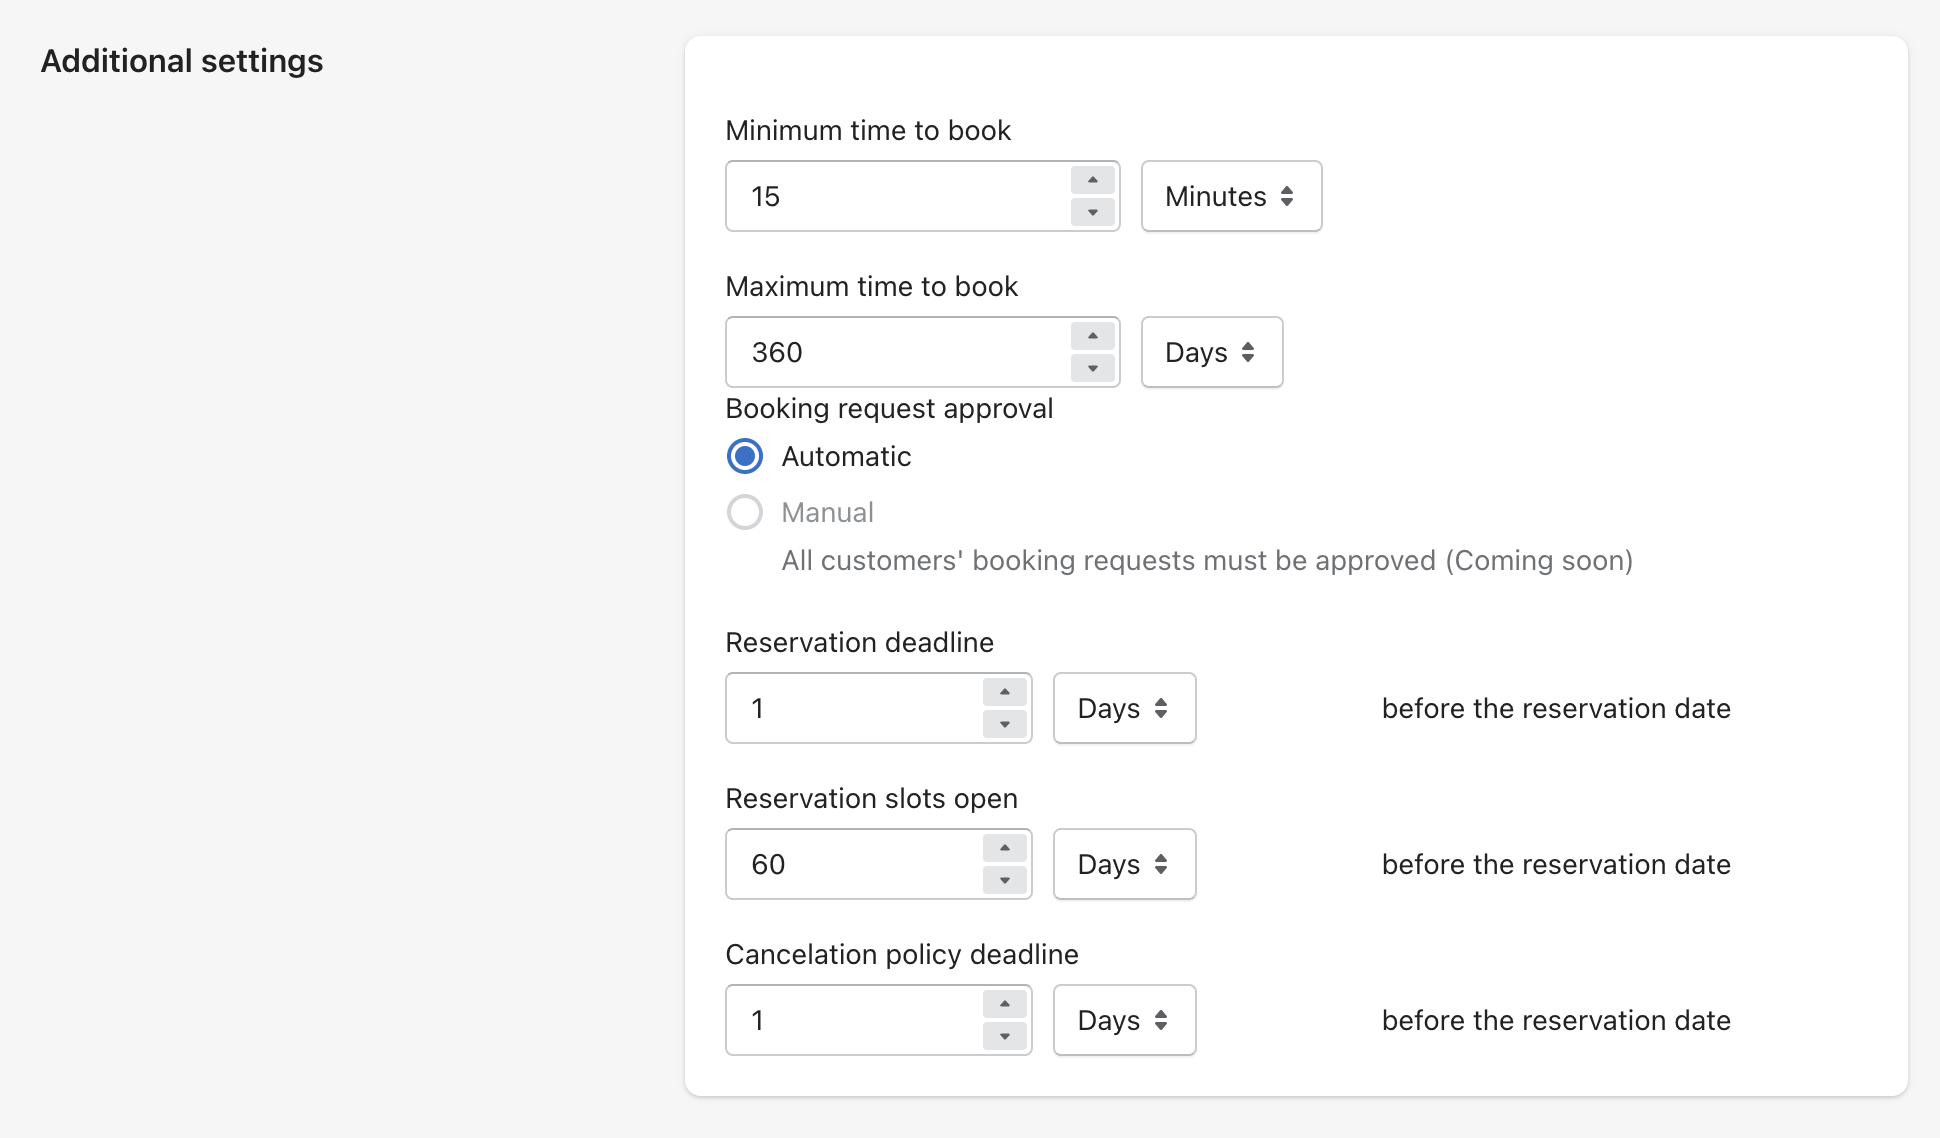 Additional settings
Minimum time to book
15 Minutes
Maximum time to book
360 Days
Booking request approval
Automatic
Manual
All customers' booking requests must be approved (Coming soon)
Reservation deadline
1 Days before the reservation date
Reservation slots open
60 Days before the reservation date
Cancelation policy deadline
1 Days before the reservation date